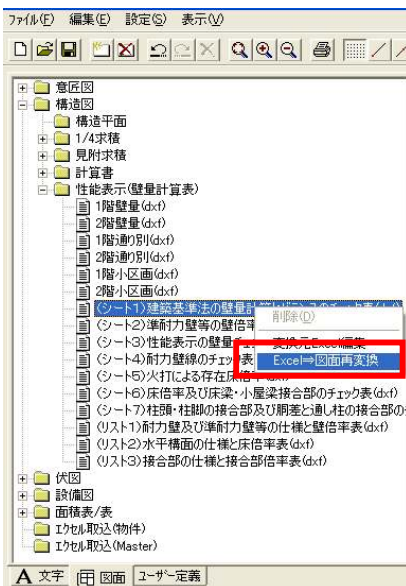 ファイル(F) 編集(E) 設定(S) 表示(V)
意匠図
構造図
構造平面
1/4求積
見附求積
計算書
性能表示(壁量計算表)
1階壁量(dxf)
2階壁量(dxf)
1階通り別(dxf)
2階通り別(dxf)
1階小区画(dxf)
2階小区画(dxf)
(シート1)建築基準法の壁量
削除(D)
(シート2)準耐力壁等の壁倍率
変換元Excel編集
(シート3)性能表示の壁量
Excel⇒図面再変換
(シート4)耐力壁線のチェック表
(シート5)火打による存在床倍率(dxf)
(シート6)床倍率及び床梁・小屋梁接合部のチェック表(dxf)
(シート7)柱頭・柱脚の接合部及び胴差と通し柱の接合部の
(リスト1)耐力壁及び準耐力壁等の仕様と壁倍率表(dxf)
(リスト2)水平構面の仕様と床倍率表(dxf)
(リスト3)接合部の仕様と接合部倍率表(dxf)
伏図
設備図
面積表/表
エクセル取込(物件)
エクセル取込(Master)
A 文字 図面 ユーザー定義